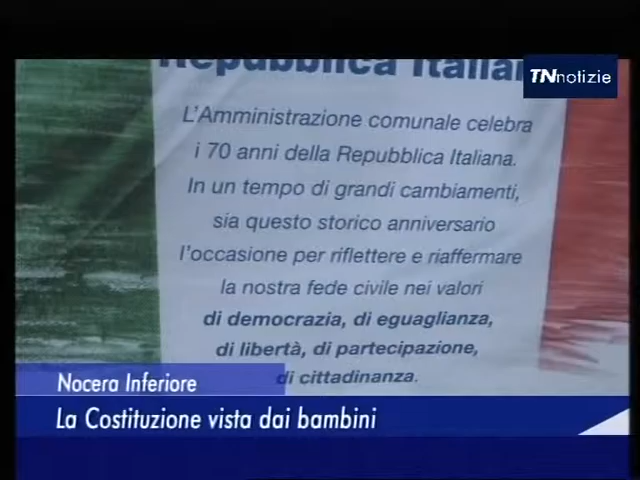 Repubblica Italiana
TNnotizie
L'Amministrazione comunale celebra
i 70 anni della Repubblica Italiana.
In un tempo di grandi cambiamenti,
sia questo storico anniversario
l'occasione per riflettere e riaffermare
la nostra fede civile nei valori
di democrazia, di eguaglianza,
di libertà, di partecipazione,
di cittadinanza.
Nocera Inferiore
La Costituzione vista dai bambini